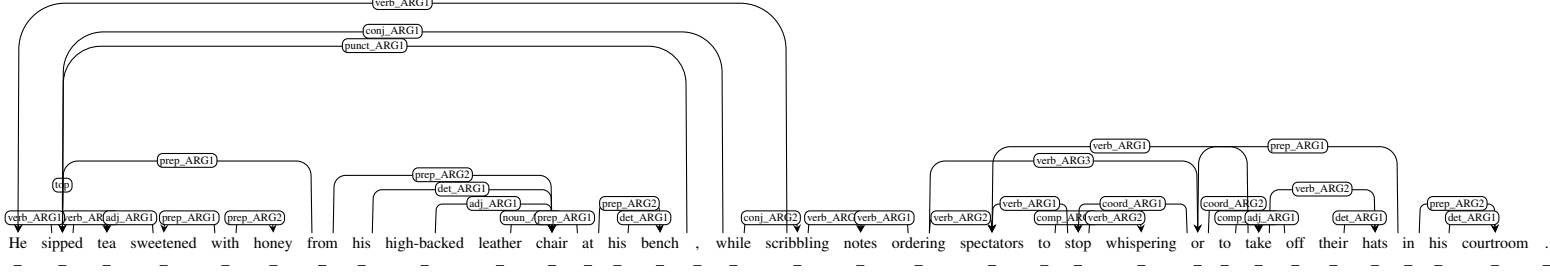 verb_ARG1
conj_ARG1
punct_ARG1
verb_ARG1 prep_ARG1
prep_ARG1 verb_ARG3
prep_ARG2
top det_ARG1 verb_ARG2
adj_ARG1 prep_ARG2 verb_ARG1 coord_ARG1 coord_ARG2 prep_ARG2
verb_ARG1 adj_ARG1 prep_ARG1 prep_ARG2 prep_ARG1 det_ARG1 conj_ARG2 verb_ARG1 verb_ARG2 verb_ARG2 adj_ARG1 det_ARG1 det_ARG1
He sipped tea sweetened with honey from his high-backed leather chair at his bench , while scribbling notes ordering spectators to stop whispering or to take off their hats in his courtroom .